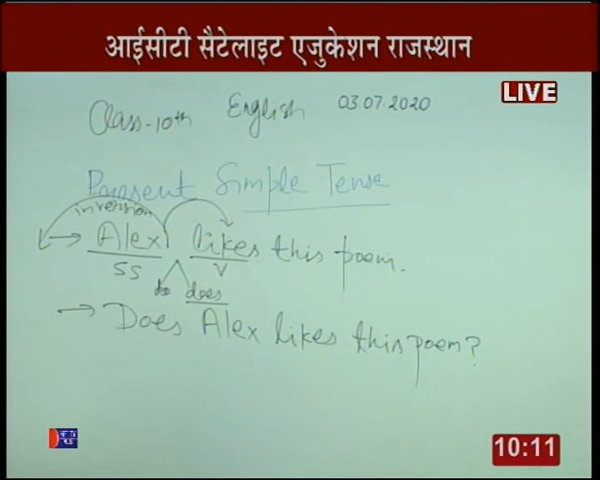 आईसीटी सैटेलाइट एजुकेशन राजस्थान
LIVE
Class-10th English 03.07.2020
Present Simple Tense
inversion
Alex likes this poem.
SS V
do does
Does Alex likes this poem?
10:11